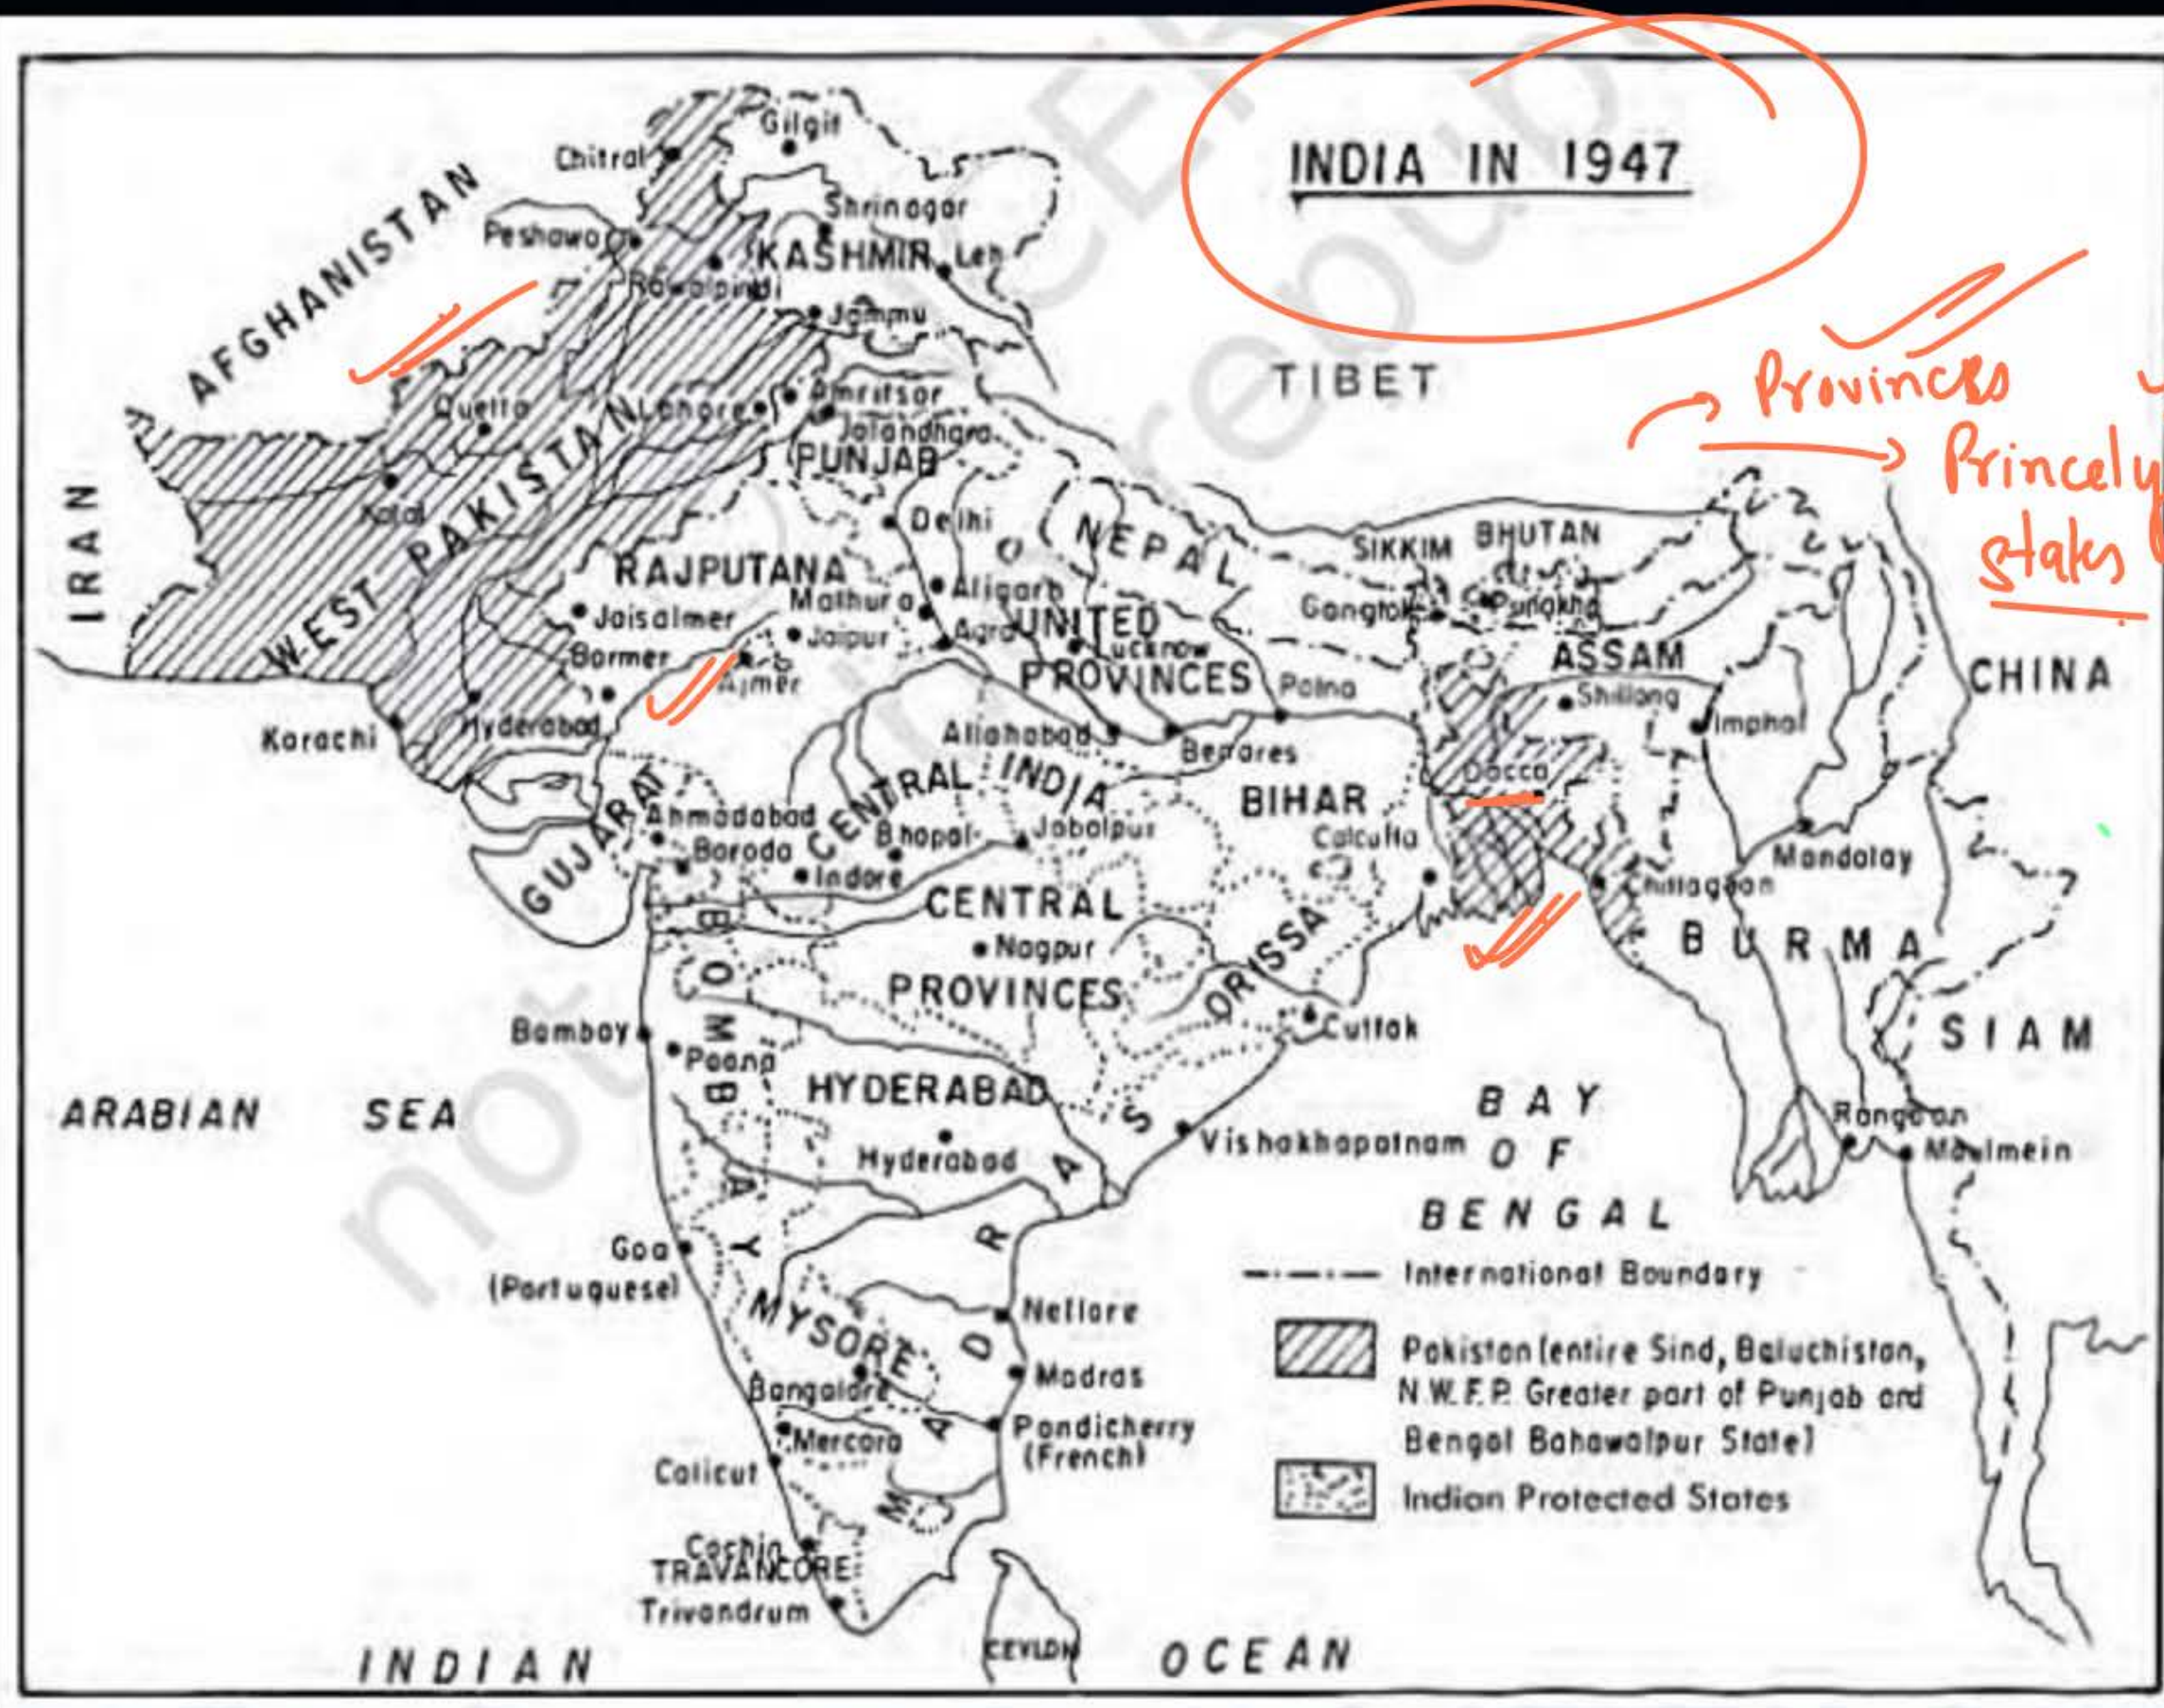 INDIA IN 1947
Gilgit
Chitral
Shrinagar
Peshawar
KASHMIR
Leh
AFGHANISTAN
Rawalpindi
Jammu
TIBET
Provinces
Princely
states
Amritsar
Lahore
Quetta
Jalandhara
PUNJAB
IRAN
Kalat
WEST PAKISTAN
Delhi
NEPAL
SIKKIM
BHUTAN
RAJPUTANA
Aligarh
Mathura
Gangtok
Punakha
Jaisalmer
Jaipur
Agra
UNITED
PROVINCES
Lucknow
ASSAM
CHINA
Barmer
Ajmer
Patna
Shillong
Imphal
Karachi
Hyderabad
Allahabad
Benares
Dacca
CENTRAL INDIA
BIHAR
GUJARAT
Ahmadabad
Bhopal
Jabalpur
Calcutta
Baroda
Indore
Mandalay
Chittagoan
CENTRAL
PROVINCES
Nagpur
ORISSA
BURMA
BOMBAY
Bombay
Poona
Cuttak
SIAM
HYDERABAD
Hyderabad
ARABIAN SEA
Vishakhapatnam
BAY
OF
BENGAL
Rangoon
Maulmein
MADRAS
Goa
(Portuguese)
MYSORE
Nellore
Bangalore
Madras
Mercara
Pondicherry
(French)
Calicut
Cochin
TRAVANCORE
Trivandrum
CEYLON
INDIAN OCEAN
International Boundary
Pakistan (entire Sind, Baluchistan,
N.W.F.P. Greater part of Punjab and
Bengal Bahawalpur State)
Indian Protected States
not
republ